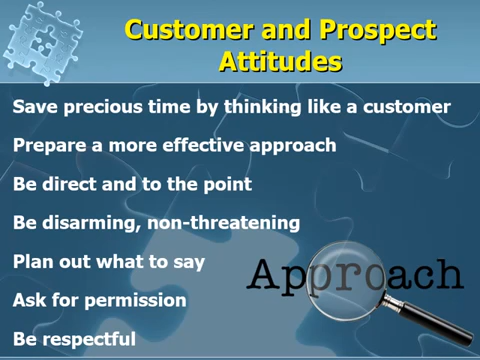 Customer and Prospect
Attitudes
Save precious time by thinking like a customer
Prepare a more effective approach
Be direct and to the point
Be disarming, non-threatening
Plan out what to say
Approach
Ask for permission
Be respectful